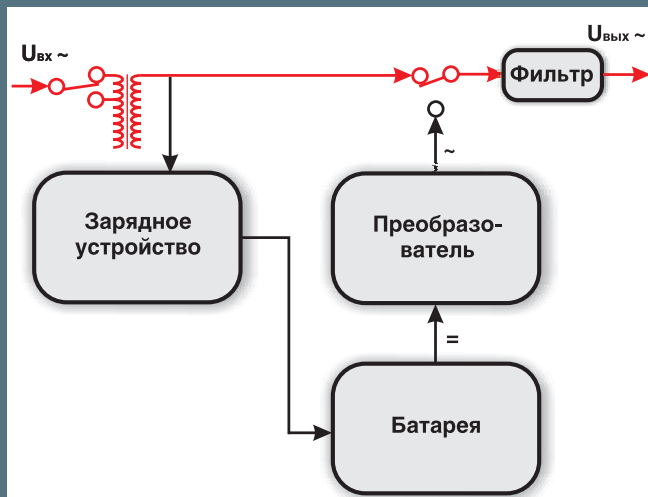 Uвх ~
Uвых ~
Фильтр
~
Зарядное
устройство
Преобразо-
ватель
=
Батарея